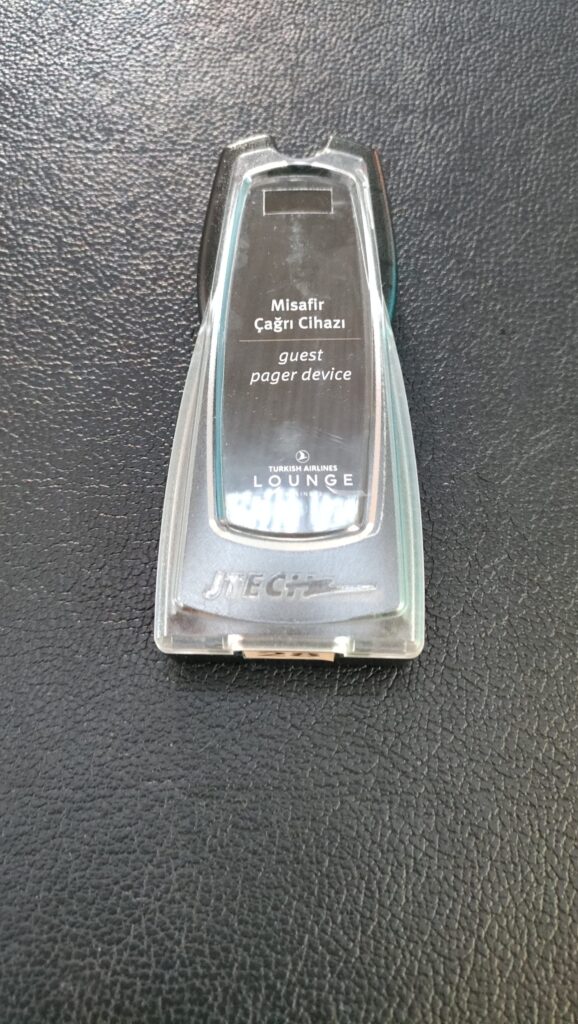 Misafir
Çağrı Cihazı
guest
pager device
TURKISH AIRLINES
LOUNGE
JTECH